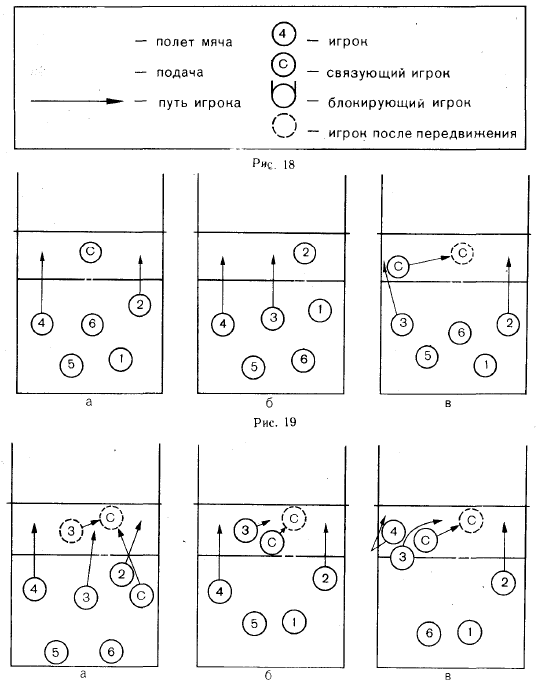 — полет мяча
— подача
— путь игрока
4 — игрок
С — связующий игрок
— блокирующий игрок
— игрок после передвижения
Рис. 18
С
2
4 6
5 1
а
2
4 3 1
5 6
б
С С
3 6 2
5 1
в
Рис. 19
3 С
2
4 3 С
5 6
а
3 С С
4 2
5 1
б
4 С С
3
2
6 1
в